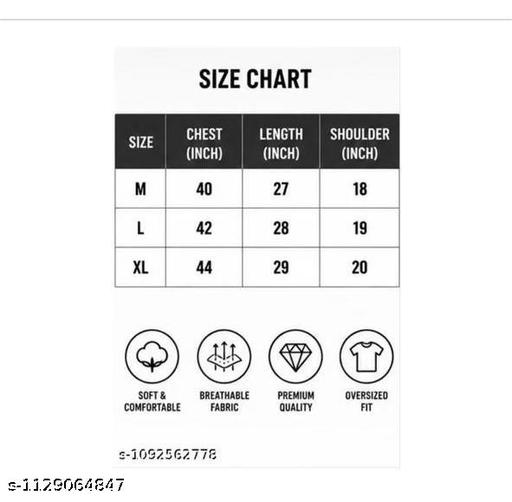 SIZE CHART
SIZE CHEST (INCH) LENGTH (INCH) SHOULDER (INCH)
M 40 27 18
L 42 28 19
XL 44 29 20
SOFT & COMFORTABLE
BREATHABLE FABRIC
PREMIUM QUALITY
OVERSIZED FIT
s-1092562778
s-1129064847